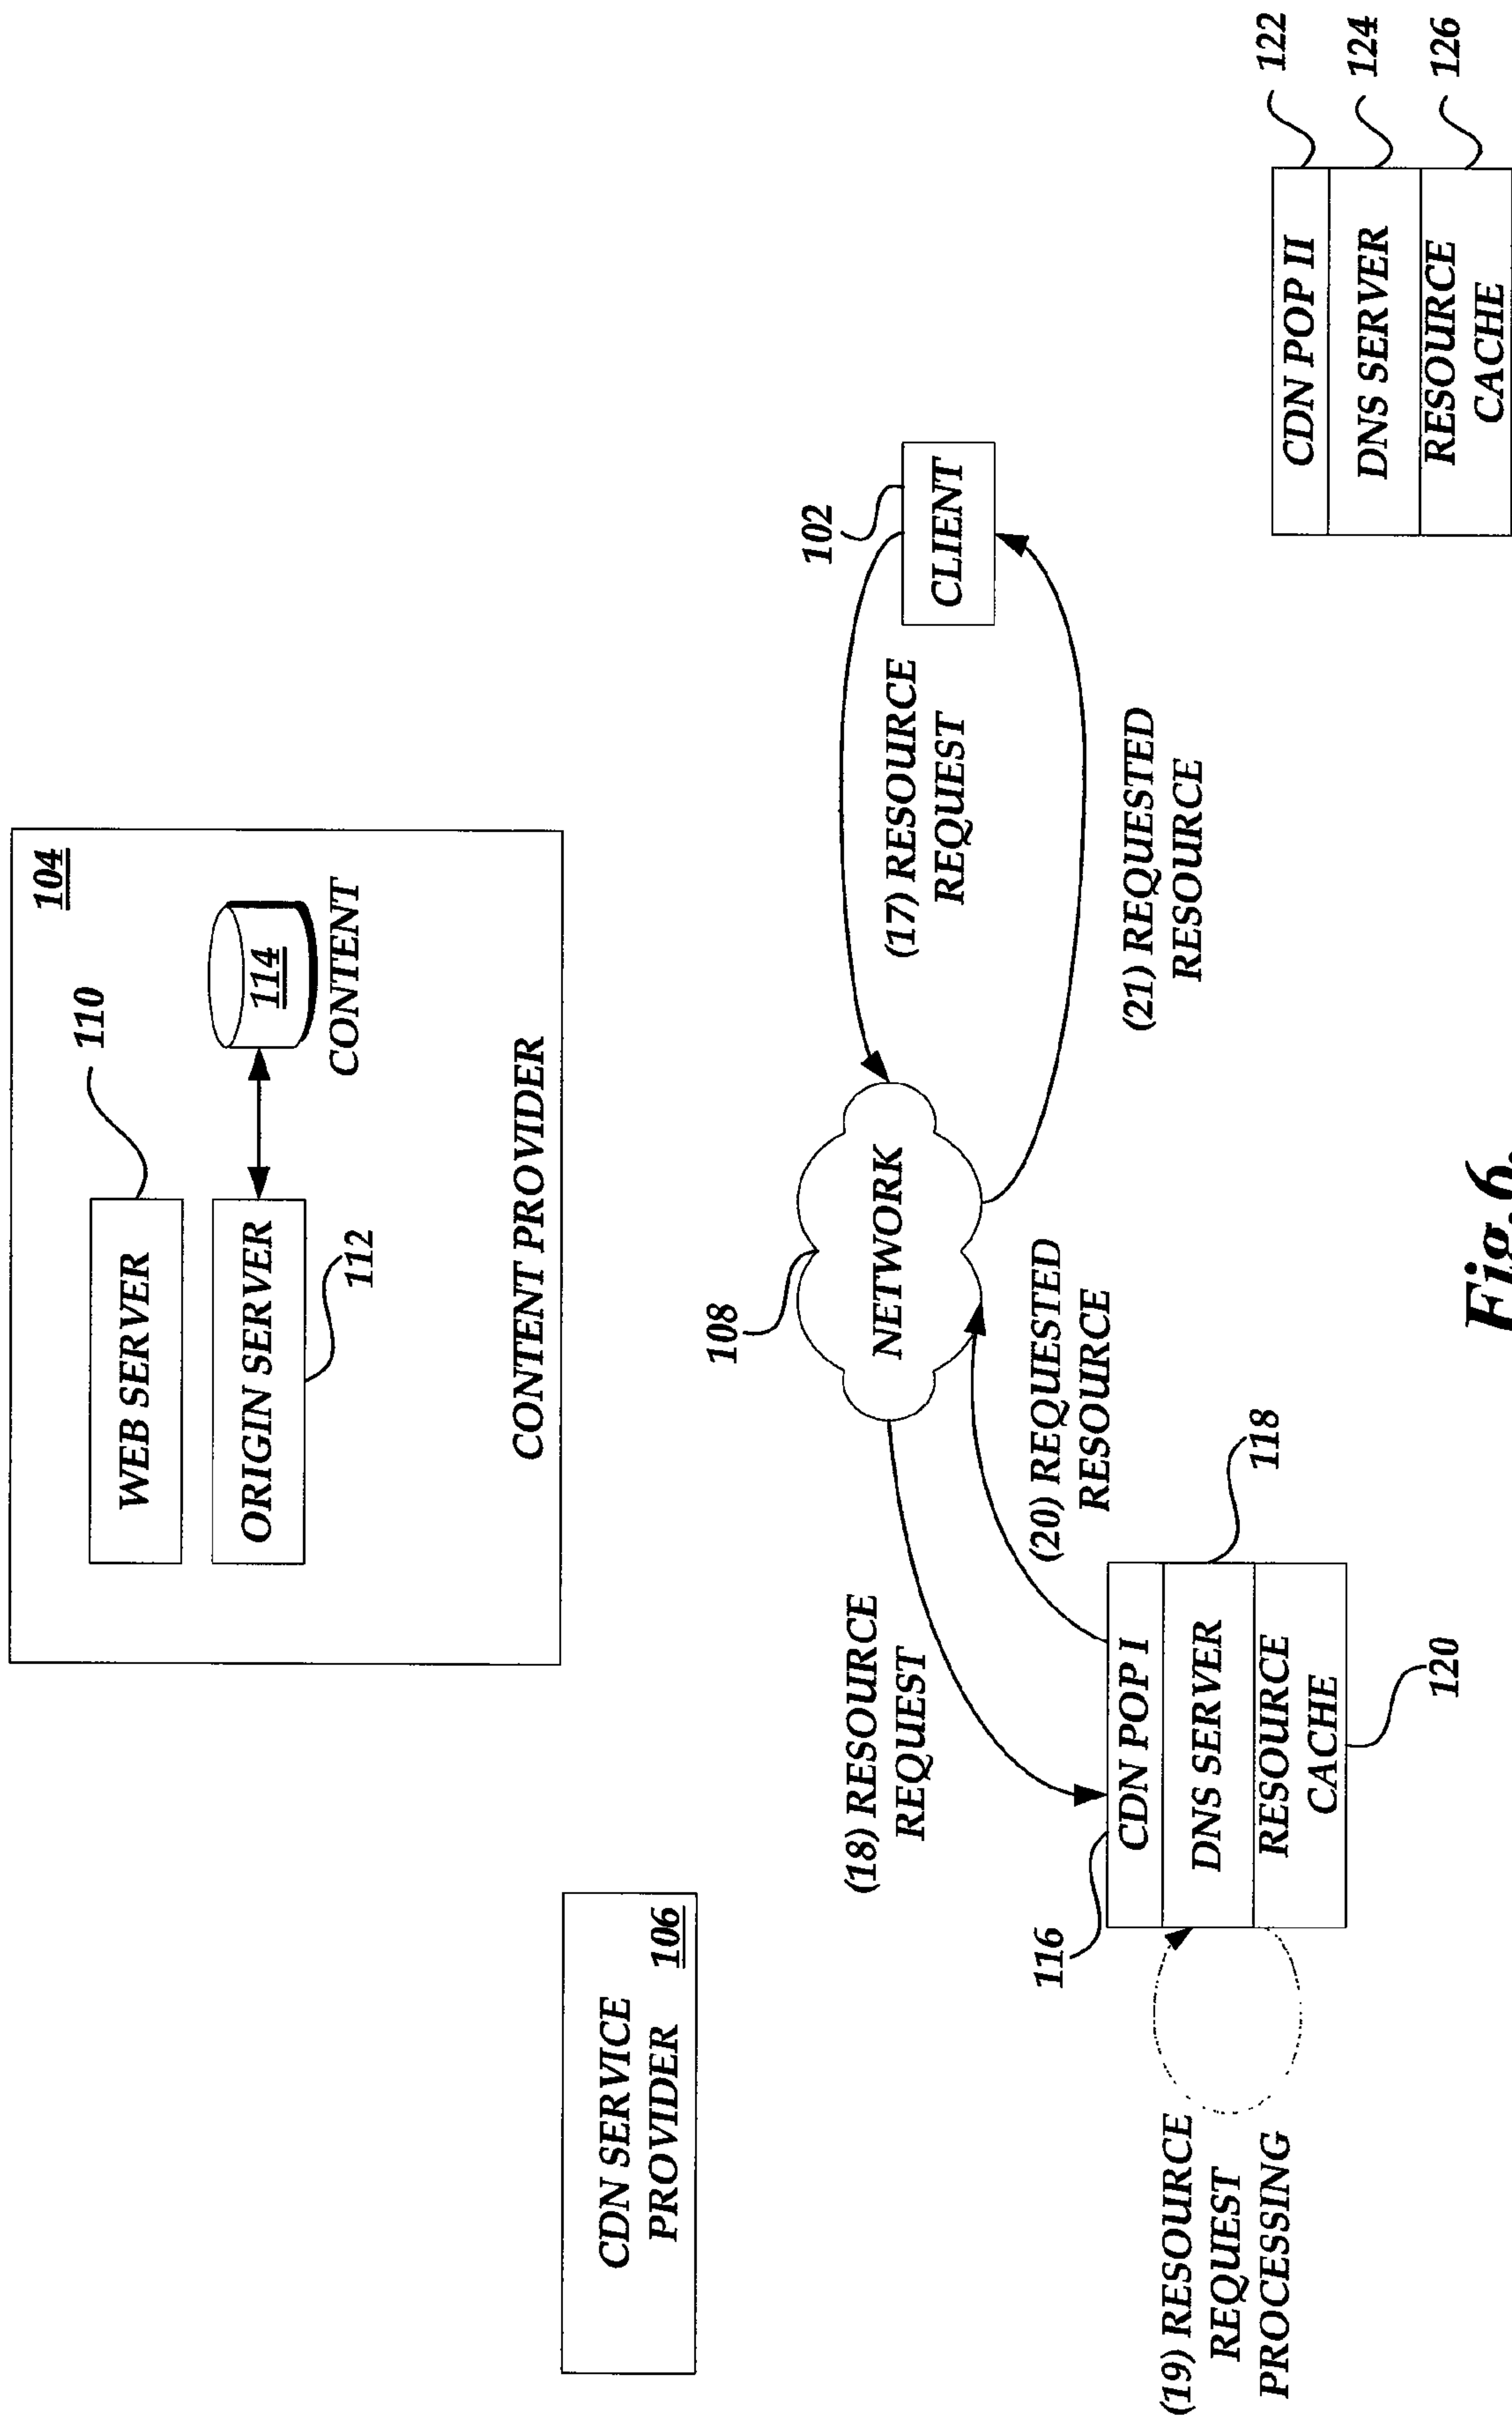 104
WEB SERVER
110
ORIGIN SERVER
112
114
CONTENT
CONTENT PROVIDER
CDN SERVICE
PROVIDER
106
108
NETWORK
102
CLIENT
(17) RESOURCE
REQUEST
(18) RESOURCE
REQUEST
(19) RESOURCE
REQUEST
PROCESSING
(20) REQUESTED
RESOURCE
(21) REQUESTED
RESOURCE
116
CDN POP I
DNS SERVER
118
RESOURCE
CACHE
120
CDN POP II
122
DNS SERVER
124
RESOURCE
CACHE
126
Fig.6.